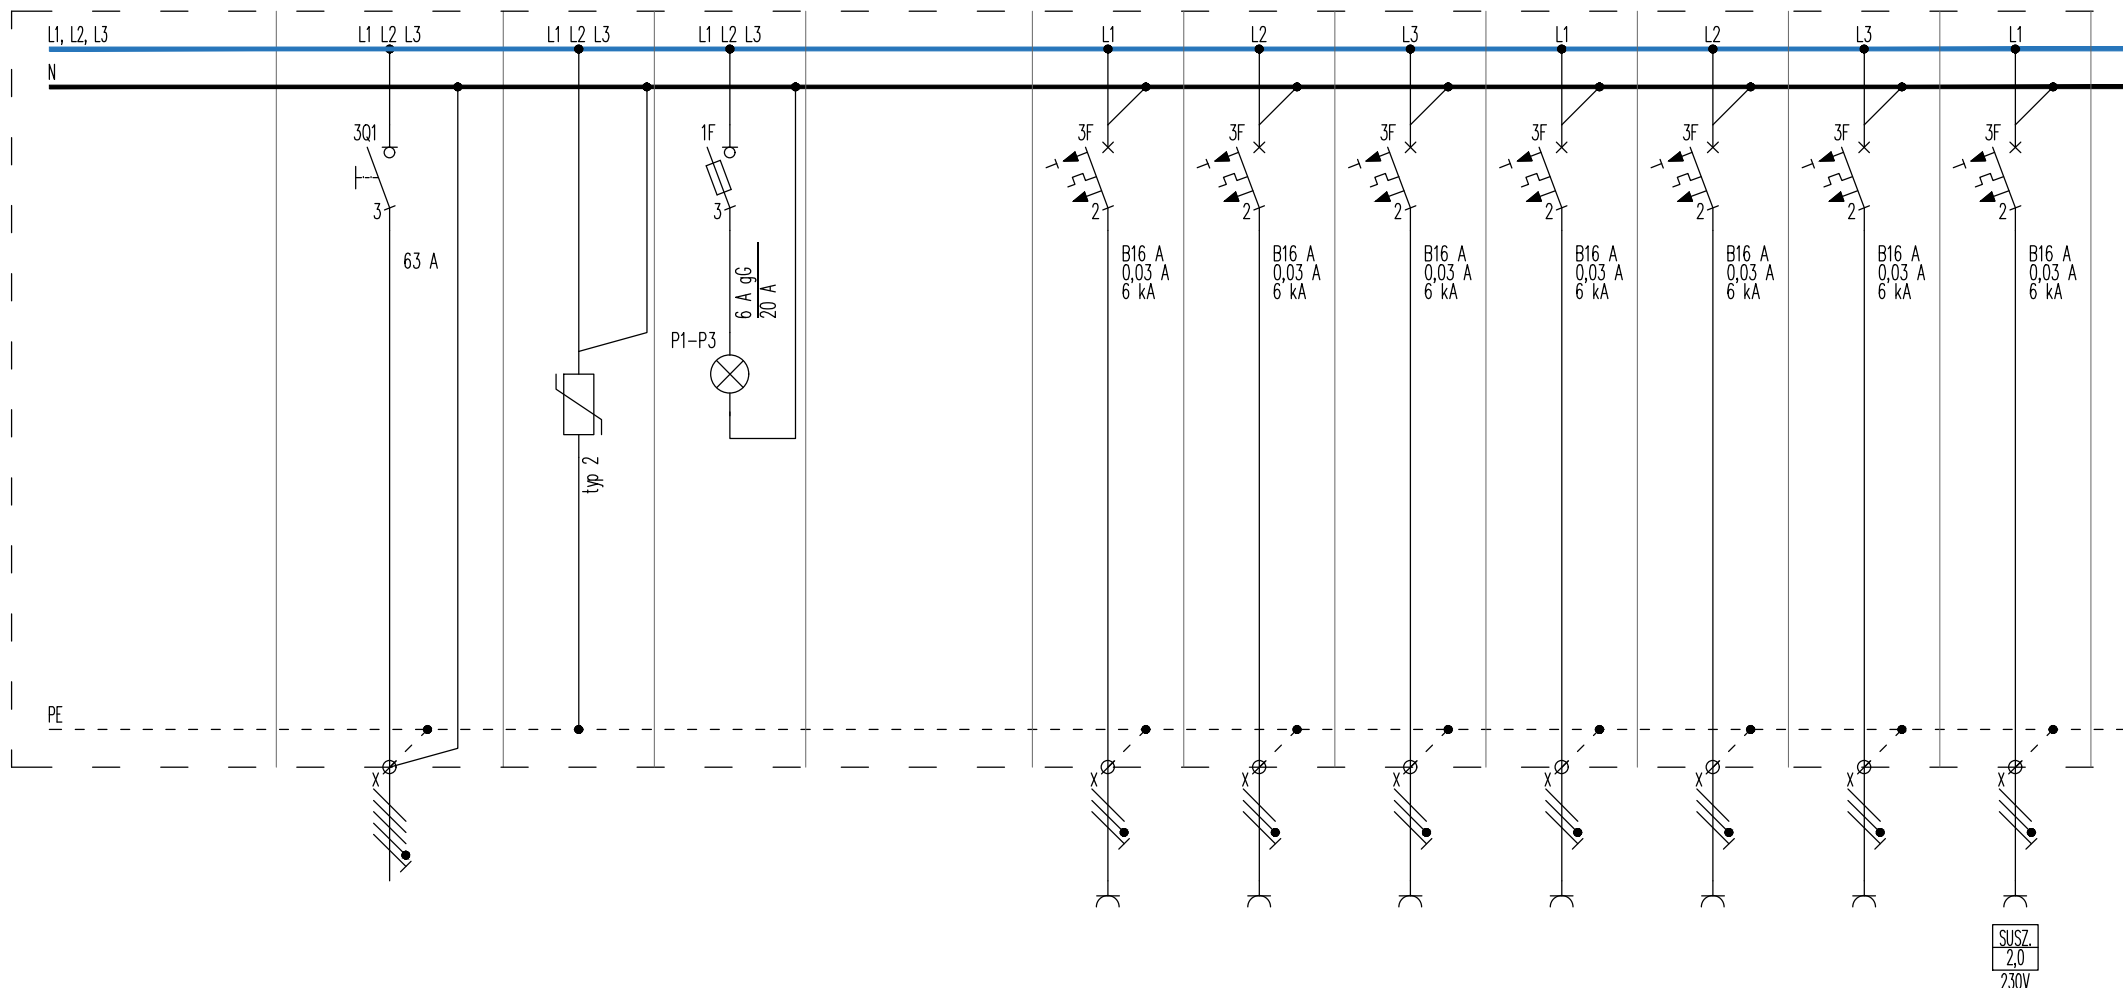 L1, L2, L3
L1 L2 L3
L1 L2 L3
L1 L2 L3
L1
L2
L3
L1
L2
L3
L1
N
3Q1
1F
3F
3F
3F
3F
3F
3F
3F
3
3
2
2
2
2
2
2
2
63 A
6 A gG
20 A
B16 A
0,03 A
6 kA
B16 A
0,03 A
6 kA
B16 A
0,03 A
6 kA
B16 A
0,03 A
6 kA
B16 A
0,03 A
6 kA
B16 A
0,03 A
6 kA
B16 A
0,03 A
6 kA
P1-P3
typ 2
PE
X
X
X
X
X
X
X
X
SUSZ.
2,0
230V